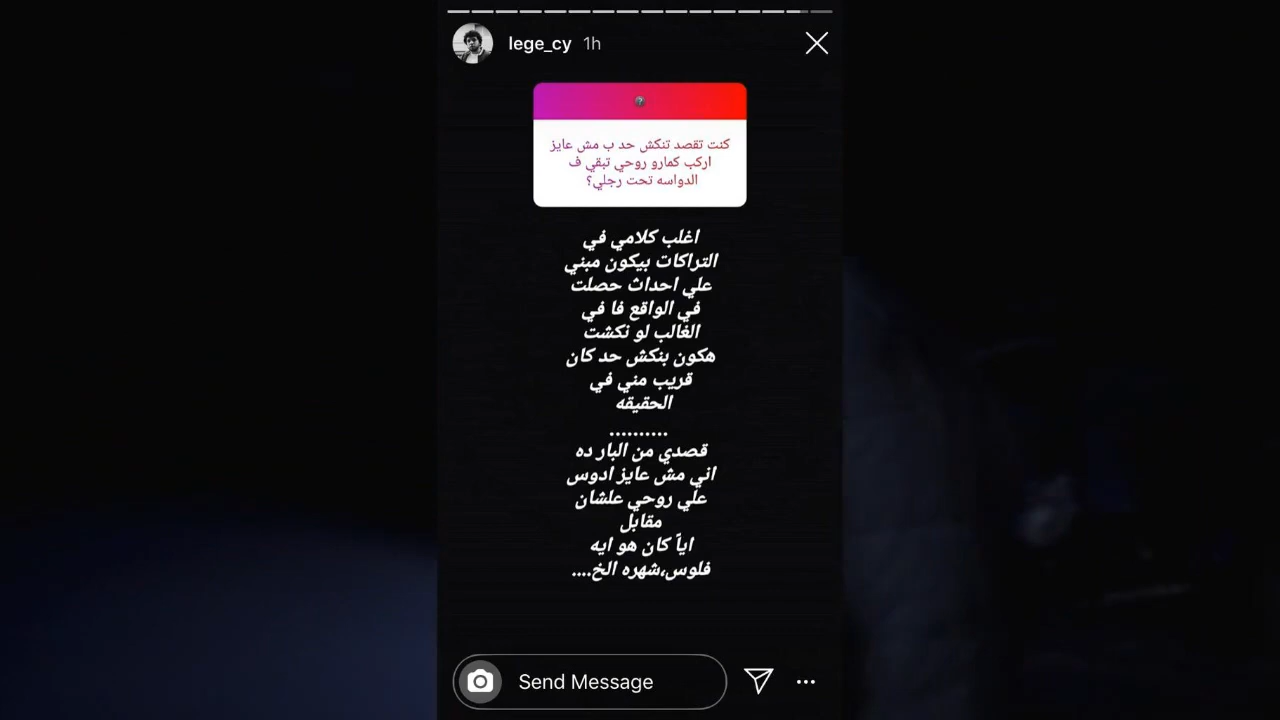 lege_cy 1h
كنت تقصد تنكش حد ب مش عايز
اركب كمارو روحي تبقي ف
الدواسه تحت رجلي؟
اغلب كلامي في
التراكات بيكون مبني
علي احداث حصلت
في الواقع فا في
الغالب لو نكشت
هكون بنكش حد كان
قريب مني في
الحقيقه
..........
قصدي من البار ده
اني مش عايز ادوس
علي روحي علشان
مقابل
اياً كان هو ايه
فلوس،شهره الخ....
Send Message